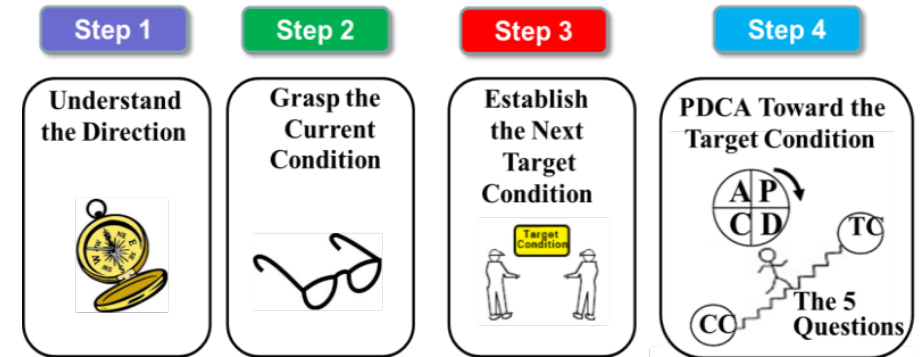 Step 1
Step 2
Step 3
Step 4
Understand
the Direction
Grasp the
Current
Condition
Establish
the Next
Target
Condition
Target
Condition
PDCA Toward the
Target Condition
A P
C D
TC
CC
The 5
Questions